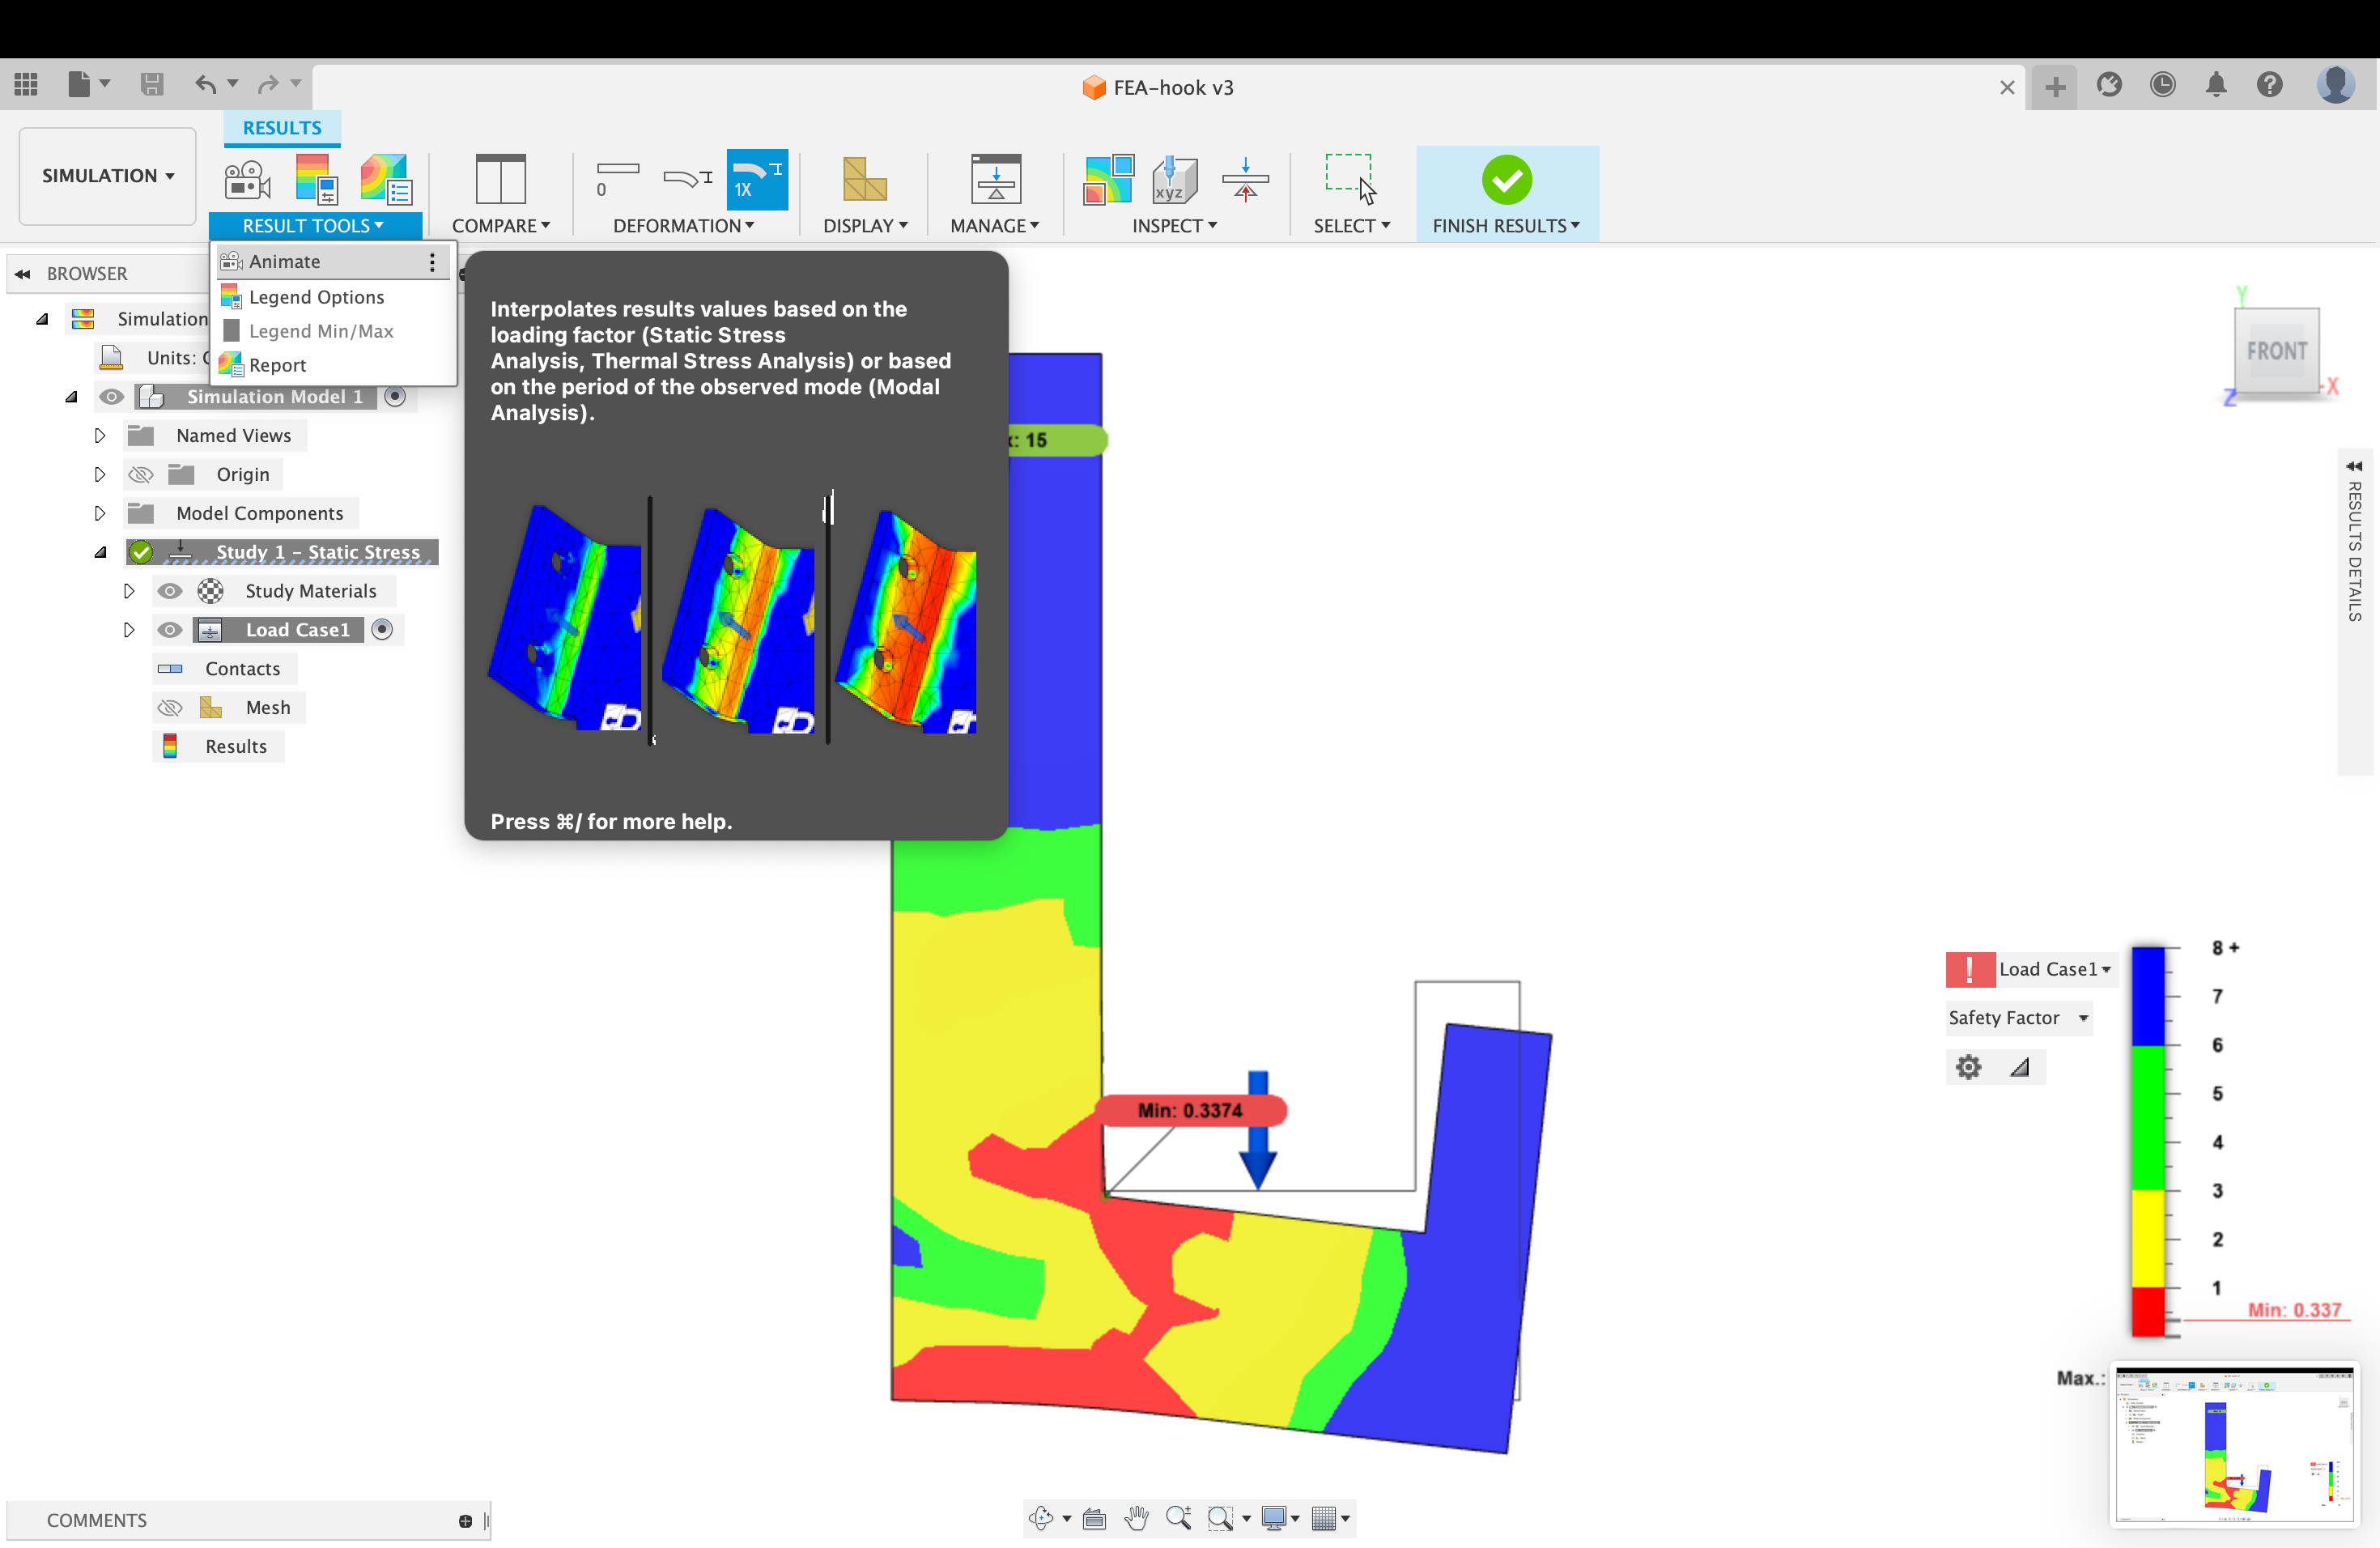 FEA-hook v3
RESULTS
SIMULATION
0
1X
xyz
RESULT TOOLS
COMPARE
DEFORMATION
DISPLAY
MANAGE
INSPECT
SELECT
FINISH RESULTS
BROWSER
Animate
Legend Options
Legend Min/Max
Report
Simulation
Units:
Simulation Model 1
Named Views
Origin
Model Components
Study 1 - Static Stress
Study Materials
Load Case1
Contacts
Mesh
Results
Interpolates results values based on the
loading factor (Static Stress
Analysis, Thermal Stress Analysis) or based
on the period of the observed mode (Modal
Analysis).
Press ⌘/ for more help.
x: 15
Min: 0.3374
Y
FRONT
X
Z
RESULTS DETAILS
Load Case1
Safety Factor
8 +
7
6
5
4
3
2
1
Min: 0.337
Max.:
COMMENTS